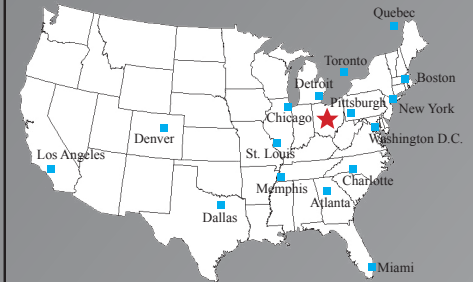 Quebec
Toronto
Detroit
Boston
Pittsburgh
New York
Chicago
Denver
Washington D.C.
St. Louis
Los Angeles
Memphis
Charlotte
Atlanta
Dallas
Miami